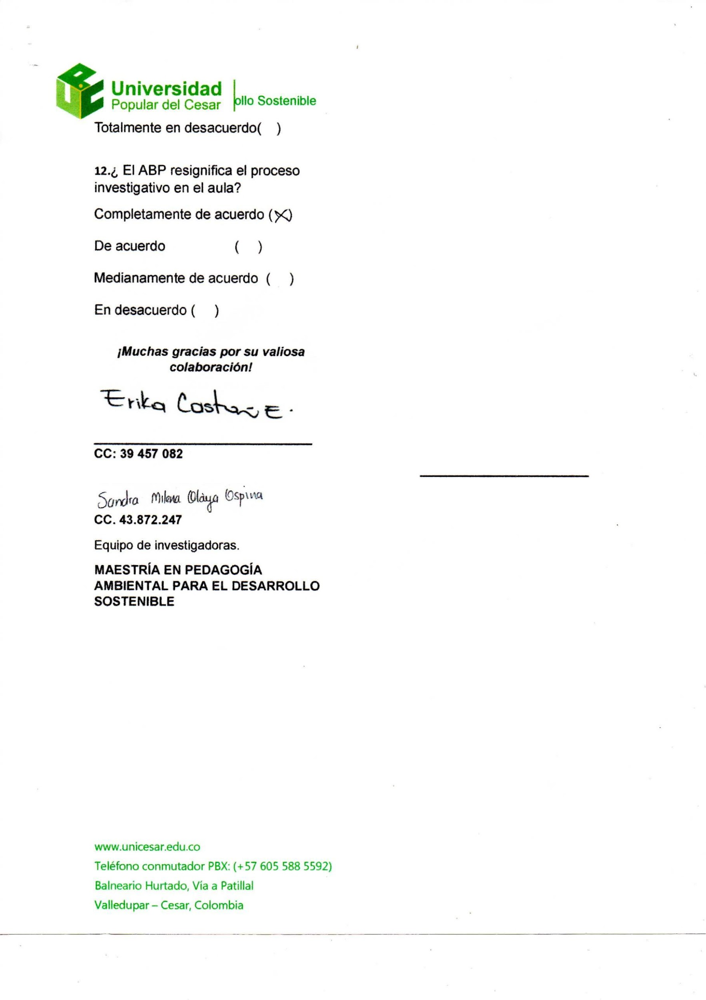 UPC
Universidad
Popular del Cesar
ollo Sostenible
Totalmente en desacuerdo(   )
12.¿ El ABP resignifica el proceso
investigativo en el aula?
Completamente de acuerdo (X)
De acuerdo (   )
Medianamente de acuerdo (   )
En desacuerdo (   )
¡Muchas gracias por su valiosa
colaboración!
Erika Castañ E.
CC: 39 457 082
Sandra Milena Olaya Ospina
CC. 43.872.247
Equipo de investigadoras.
MAESTRÍA EN PEDAGOGÍA
AMBIENTAL PARA EL DESARROLLO
SOSTENIBLE
www.unicesar.edu.co
Teléfono conmutador PBX: (+57 605 588 5592)
Balneario Hurtado, Vía a Patillal
Valledupar – Cesar, Colombia